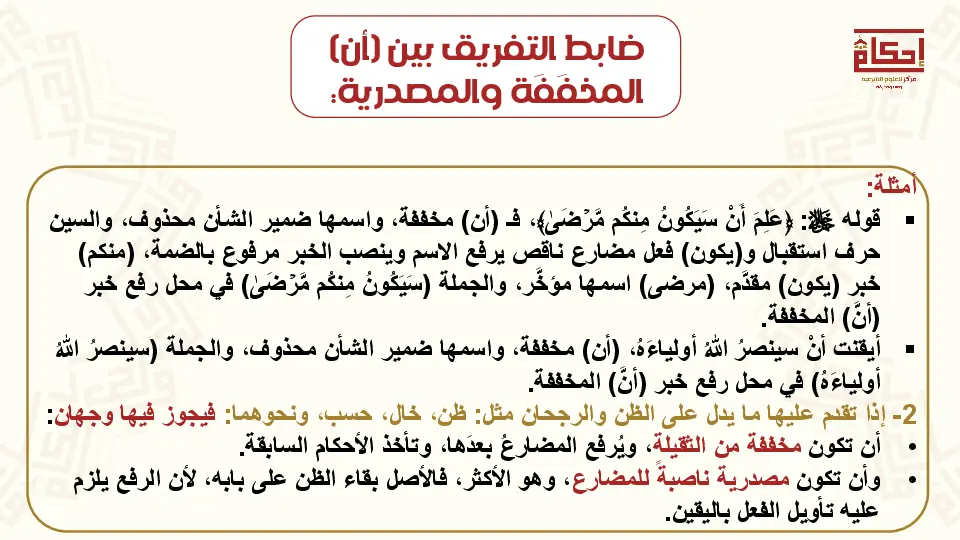 ضابط التفريق بين (أن)
المخفَفَة والمصدرية:
إحكام
مركز للعلوم الشرعية
أمثلة:
▪ قوله ﷻ: ﴿عَلِمَ أَنْ سَيَكُونُ مِنكُم مَّرْضَىٰ﴾، فـ (أن) مخففة، واسمها ضمير الشأن محذوف، والسين
حرف استقبال و(يكون) فعل مضارع ناقص يرفع الاسم وينصب الخبر مرفوع بالضمة، (منكم)
خبر (يكون) مقدَّم، (مرضى) اسمها مؤخَّر، والجملة (سَيَكُونُ مِنكُم مَّرْضَىٰ) في محل رفع خبر
(أنَّ) المخففة.
▪ أيقنت أنْ سينصرُ اللهُ أولياءَهُ، (أن) مخففة، واسمها ضمير الشأن محذوف، والجملة (سينصرُ اللهُ
أولياءَهُ) في محل رفع خبر (أنَّ) المخففة.
2- إذا تقدم عليها ما يدل على الظن والرجحان مثل: ظن، خال، حسب، ونحوهما: فيجوز فيها وجهان:
• أن تكون مخففة من الثقيلة، ويُرفع المضارعُ بعدَها، وتأخذ الأحكام السابقة.
• وأن تكون مصدرية ناصبةً للمضارع، وهو الأكثر، فالأصل بقاء الظن على بابه، لأن الرفع يلزم
عليه تأويل الفعل باليقين.